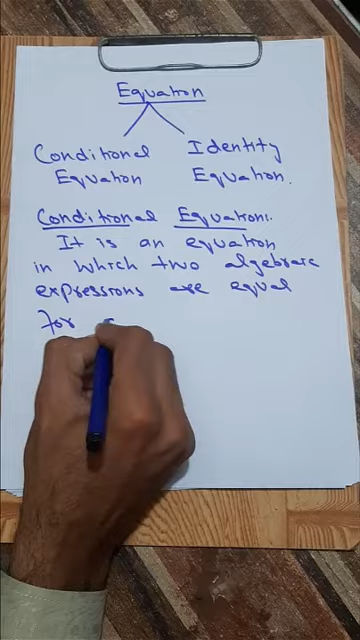 Equation
Conditional Identity
Equation Equation.
Conditional Equation:
It is an equation
in which two algebraic
expressions are equal
for